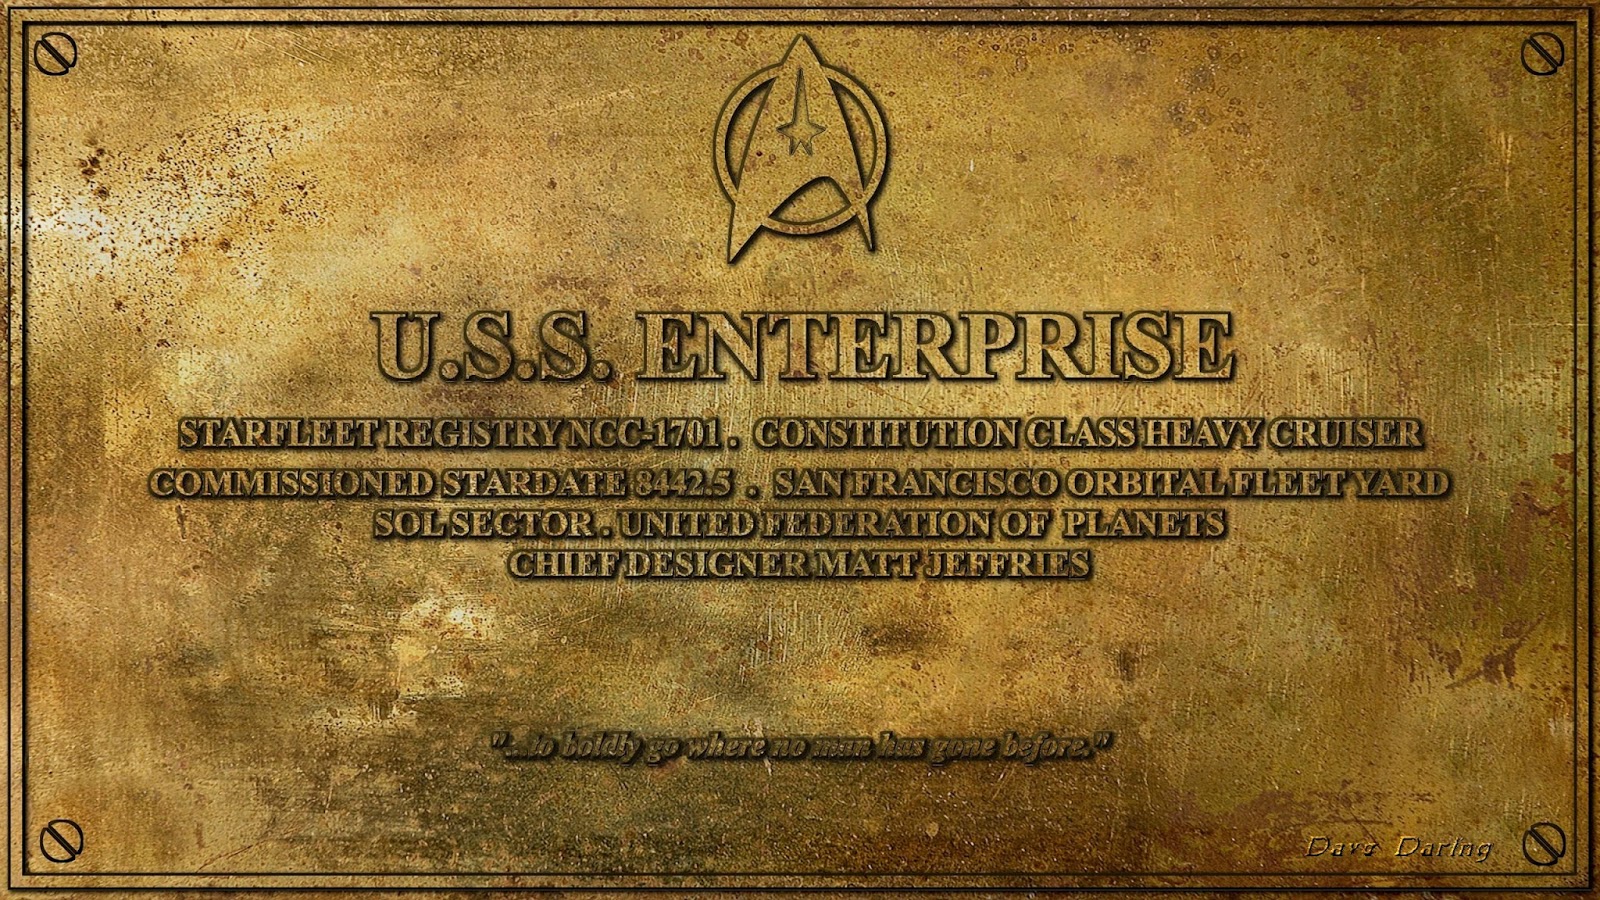 U.S.S. ENTERPRISE
STARFLEET REGISTRY NCC-1701 . CONSTITUTION CLASS HEAVY CRUISER
COMMISSIONED STARDATE 8442.5 . SAN FRANCISCO ORBITAL FLEET YARD
SOL SECTOR . UNITED FEDERATION OF PLANETS
CHIEF DESIGNER MATT JEFFRIES
"...to boldly go where no man has gone before."
Dave Daring